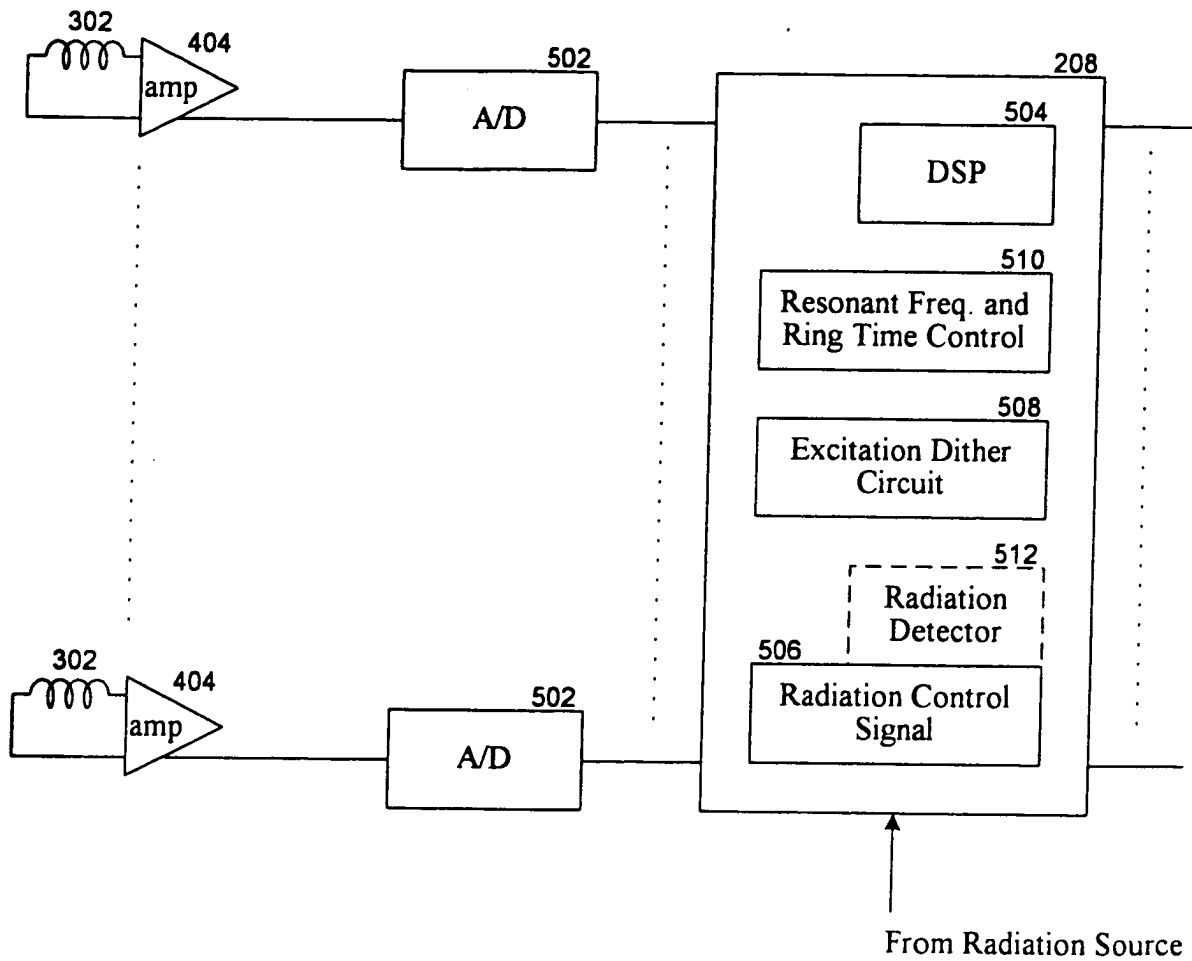 302
404
amp
502
A/D
208
504
DSP
510
Resonant Freq. and
Ring Time Control
508
Excitation Dither
Circuit
512
Radiation
Detector
506
Radiation Control
Signal
302
404
amp
502
A/D
From Radiation Source